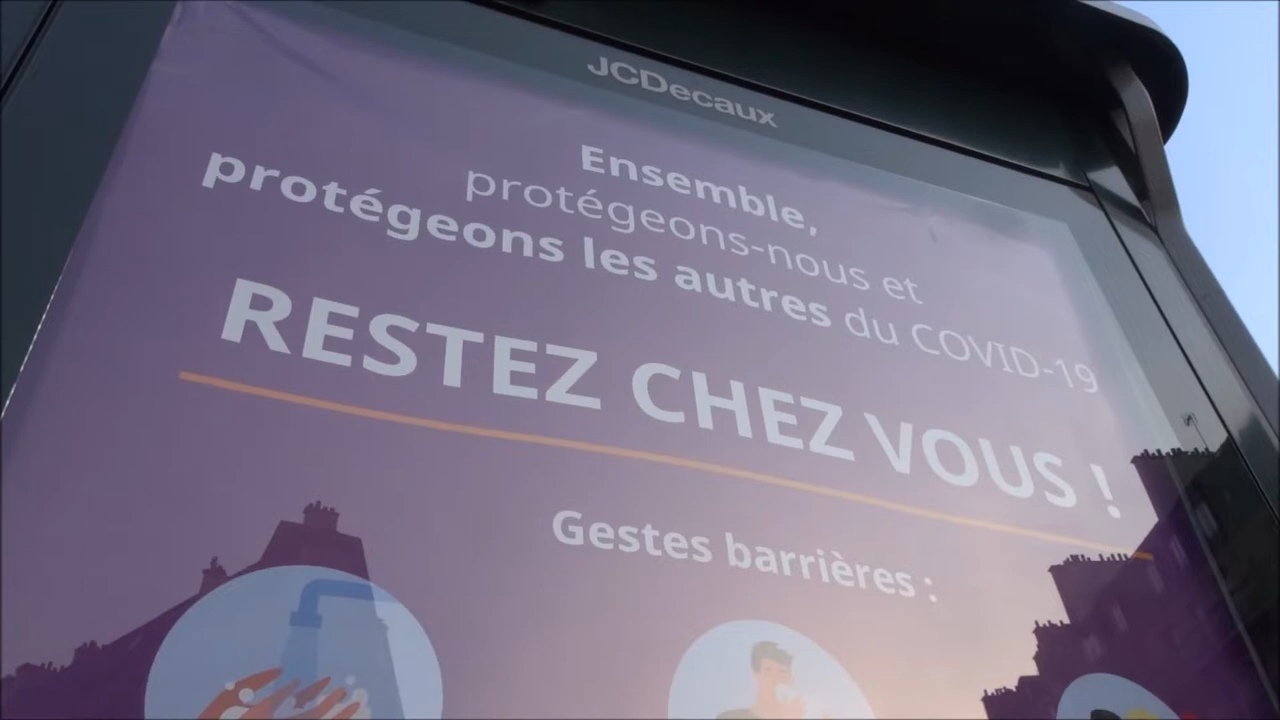 JCDecaux
Ensemble,
protégeons-nous et
protégeons les autres du COVID-19
RESTEZ CHEZ VOUS !
Gestes barrières :